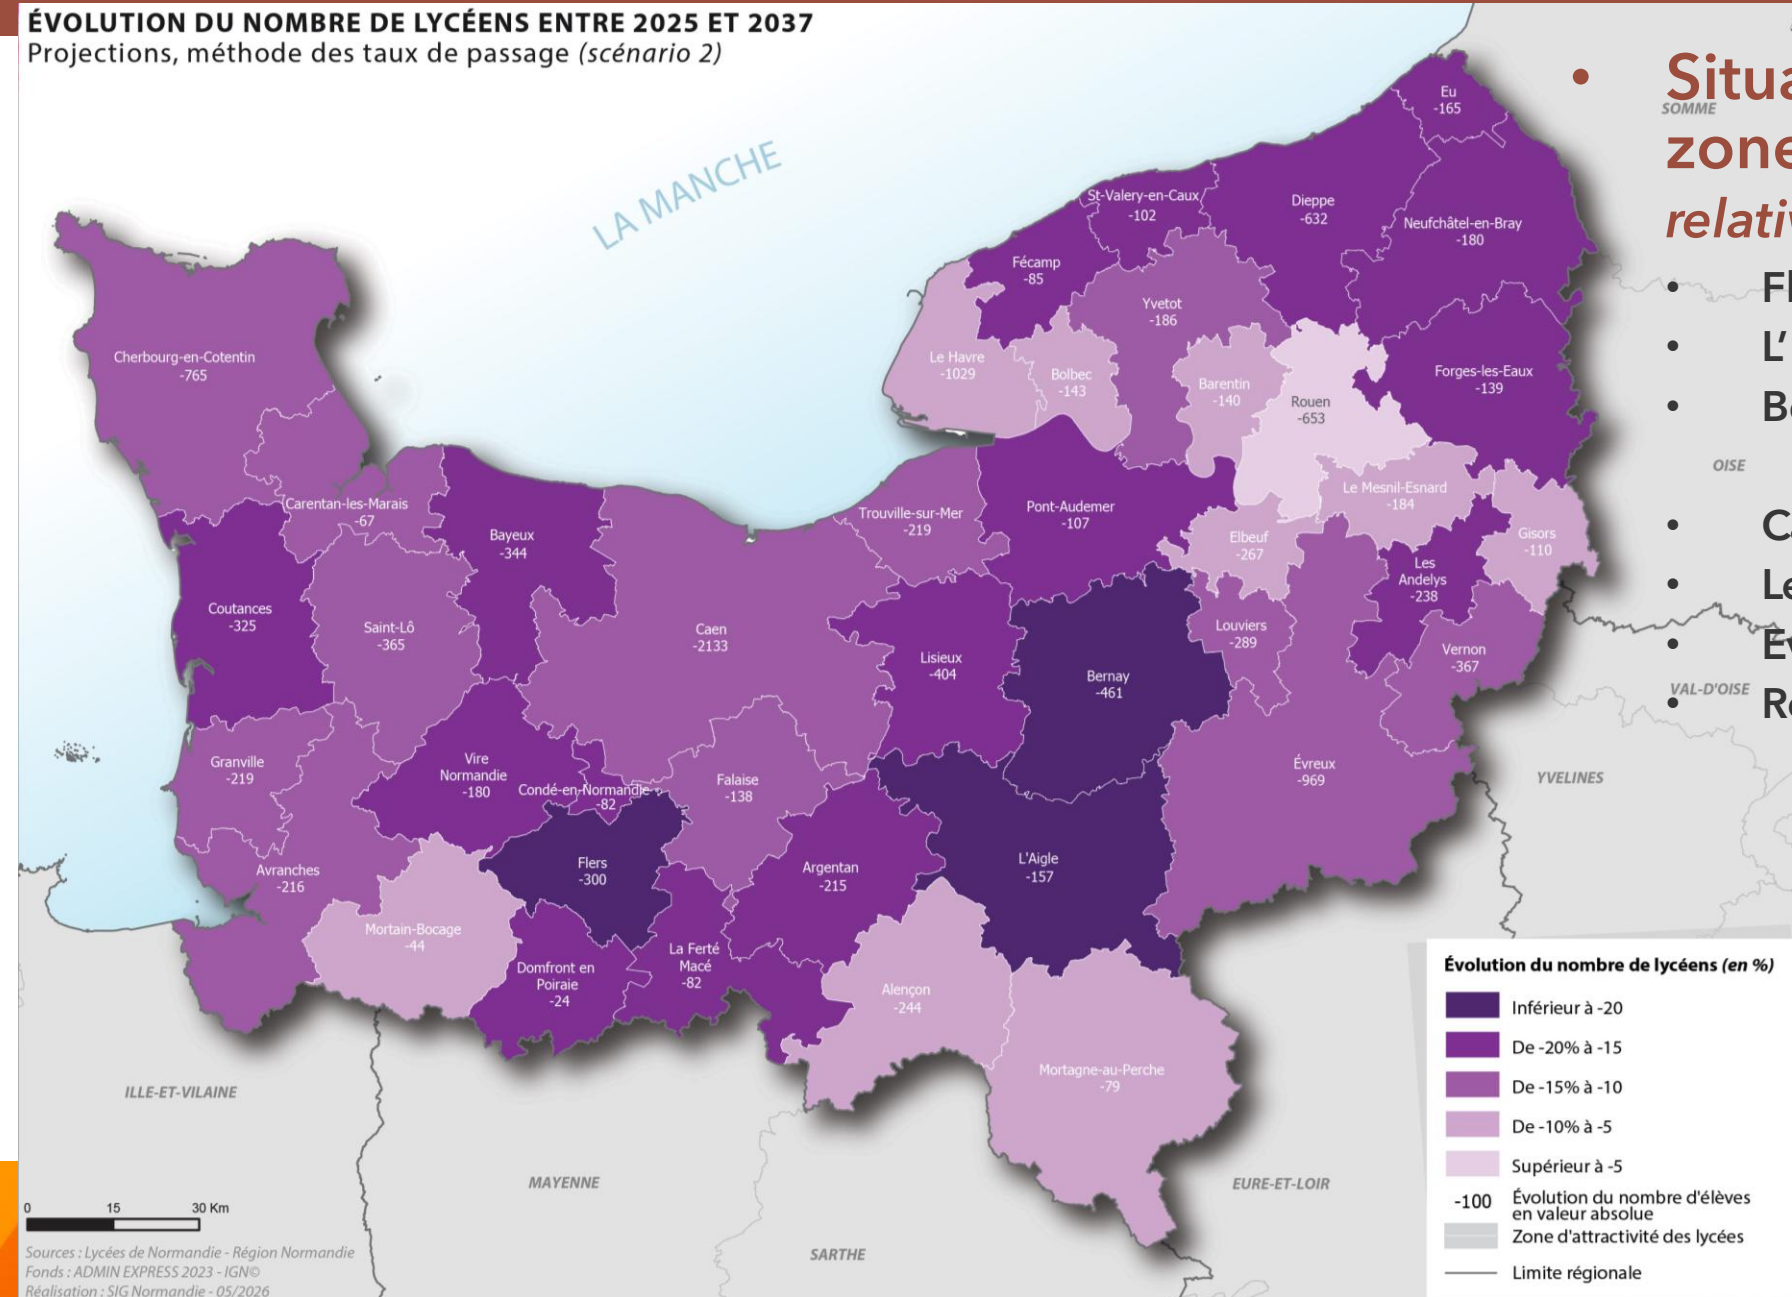 ÉVOLUTION DU NOMBRE DE LYCÉENS ENTRE 2025 ET 2037
Projections, méthode des taux de passage (scénario 2)
LA MANCHE
Eu
-165
SOMME
St-Valery-en-Caux
-102
Dieppe
-632
Neufchâtel-en-Bray
-180
Fécamp
-85
Yvetot
-186
Cherbourg-en-Cotentin
-765
Le Havre
-1029
Bolbec
-143
Barentin
-140
Rouen
-653
Forges-les-Eaux
-139
OISE
Carentan-les-Marais
-67
Bayeux
-344
Trouville-sur-Mer
-219
Pont-Audemer
-107
Le Mesnil-Esnard
-184
Elbeuf
-267
Gisors
-110
Les
Andelys
-238
Coutances
-325
Saint-Lô
-365
Caen
-2133
Lisieux
-404
Bernay
-461
Louviers
-289
Vernon
-367
VAL-D'OISE
Granville
-219
Vire
Normandie
-180
Condé-en-Normandie
-82
Falaise
-138
Évreux
-969
YVELINES
Avranches
-216
Flers
-300
Argentan
-215
L'Aigle
-157
Mortain-Bocage
-44
Domfront en
Poiraie
-24
La Ferté
Macé
-82
Alençon
-244
Mortagne-au-Perche
-79
ILLE-ET-VILAINE
MAYENNE
SARTHE
EURE-ET-LOIR
0 15 30 Km
Sources : Lycées de Normandie - Région Normandie
Fonds : ADMIN EXPRESS 2023 - IGN©
Réalisation : SIG Normandie - 05/2026
Évolution du nombre de lycéens (en %)
Inférieur à -20
De -20% à -15
De -15% à -10
De -10% à -5
Supérieur à -5
-100 Évolution du nombre d'élèves
en valeur absolue
Zone d'attractivité des lycées
Limite régionale
• Situa
zone
relativ
• Fl
• L'
• B
• C
• Le
• E
• R